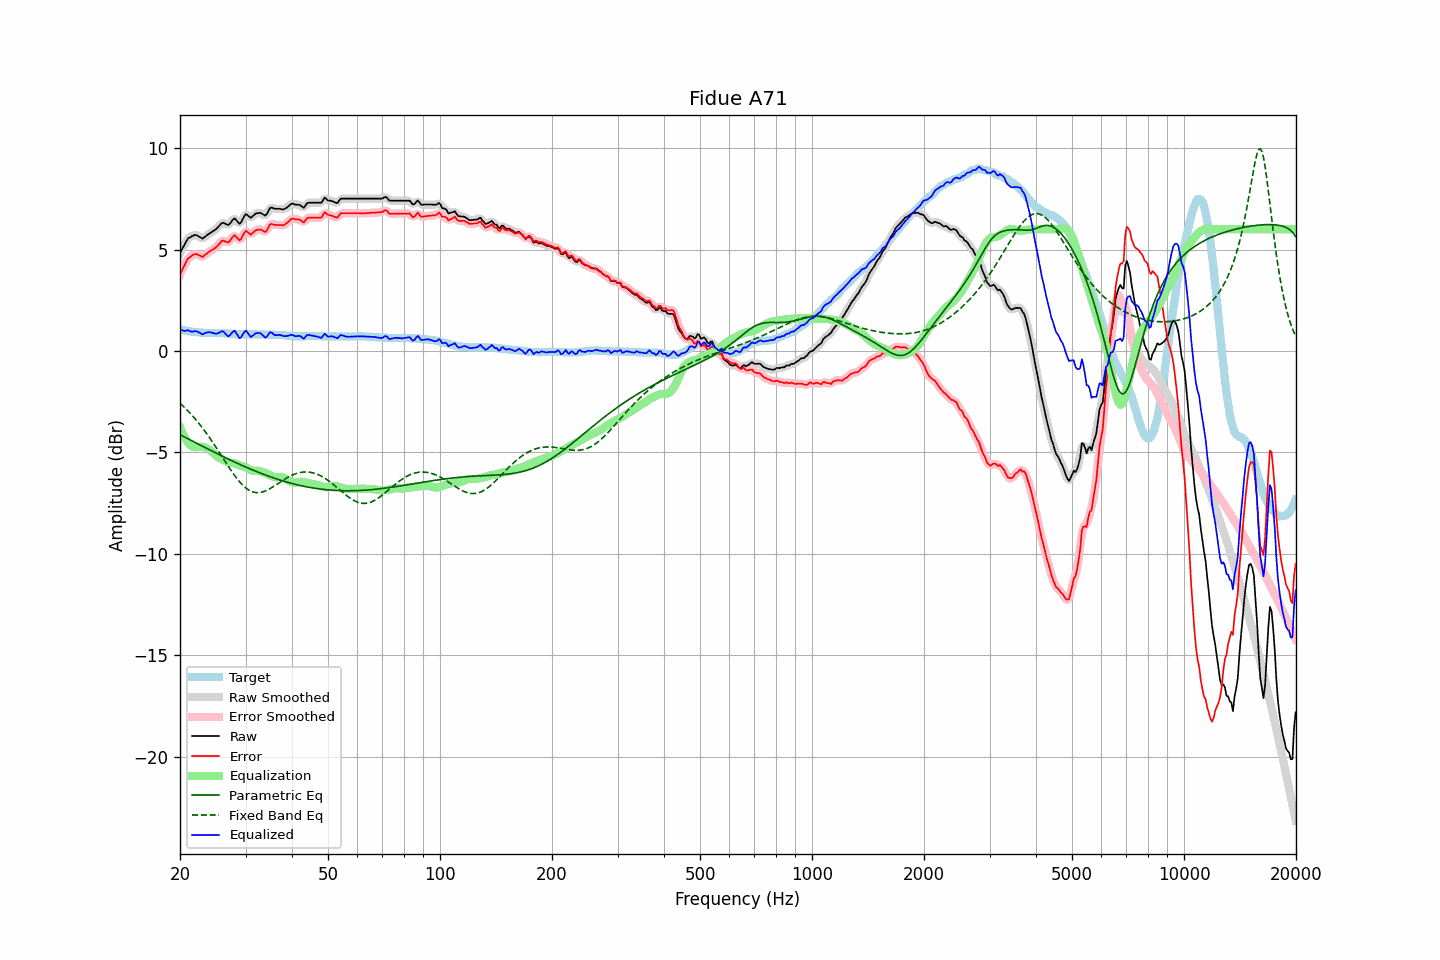 Fidue A71
Amplitude (dBr)
10
5
0
−5
−10
−15
−20
Target
Raw Smoothed
Error Smoothed
Raw
Error
Equalization
Parametric Eq
Fixed Band Eq
Equalized
20 50 100 200 500 1000 2000 5000 10000 20000
Frequency (Hz)